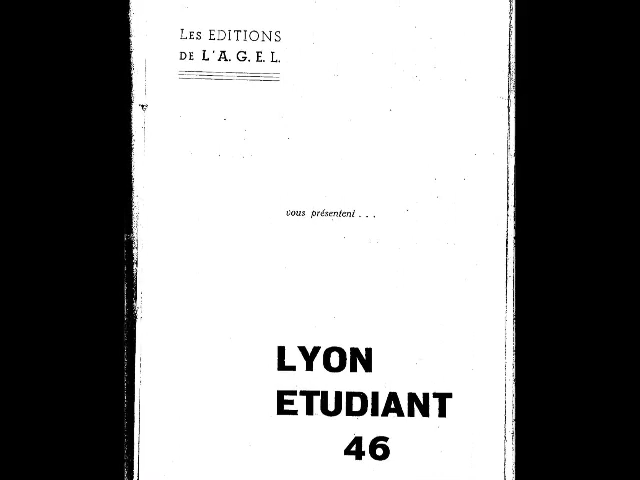 LES EDITIONS
DE L'A. G. E. L.
vous présentent . . .
LYON
ETUDIANT
46